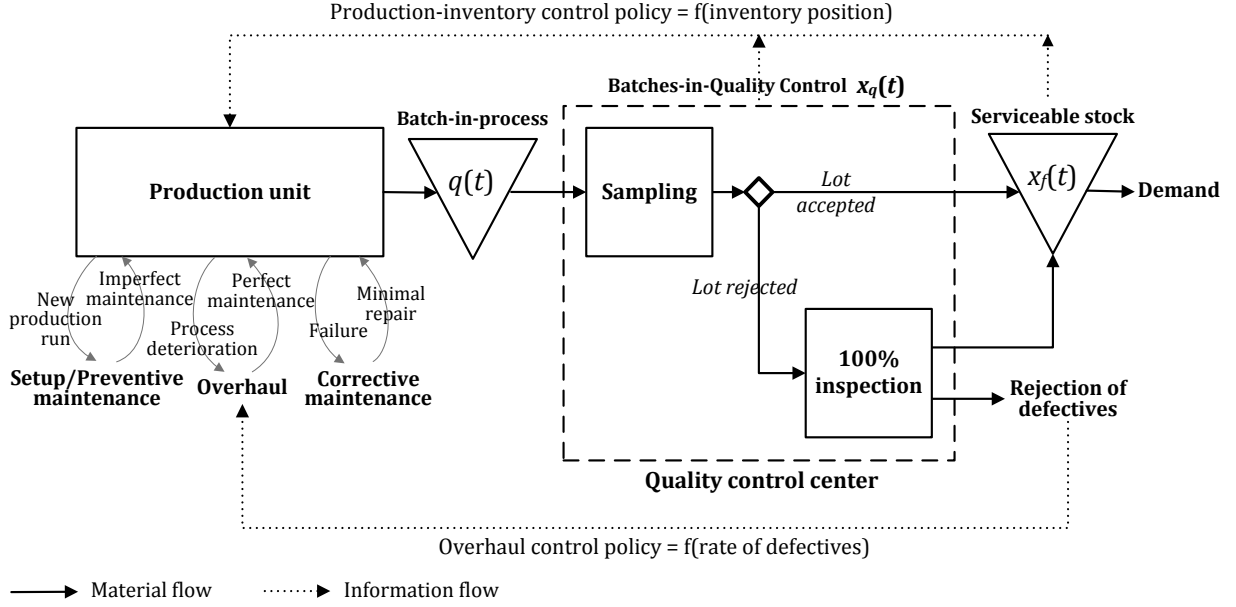 Production-inventory control policy = f(inventory position)
Batches-in-Quality Control xq(t)
Batch-in-process
Serviceable stock
Production unit
q(t)
Sampling
Lot
accepted
xf(t)
Demand
Lot rejected
New
production
run
Imperfect
maintenance
Process
deterioration
Perfect
maintenance
Failure
Minimal
repair
Setup/Preventive
maintenance
Overhaul
Corrective
maintenance
100%
inspection
Rejection of
defectives
Quality control center
Overhaul control policy = f(rate of defectives)
Material flow
Information flow